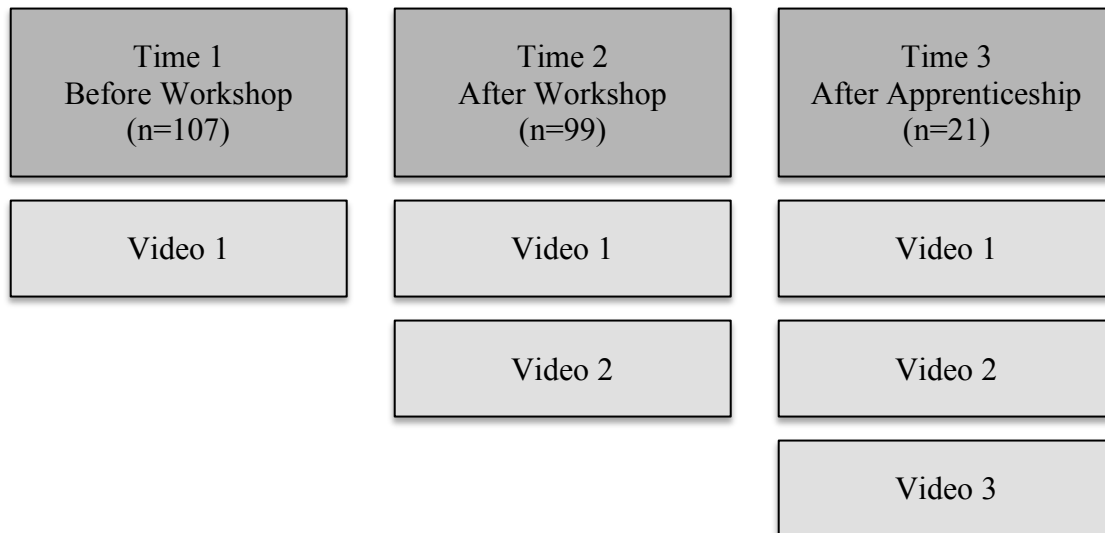 Time 1
Before Workshop
(n=107)
Time 2
After Workshop
(n=99)
Time 3
After Apprenticeship
(n=21)
Video 1
Video 1
Video 1
Video 2
Video 2
Video 3